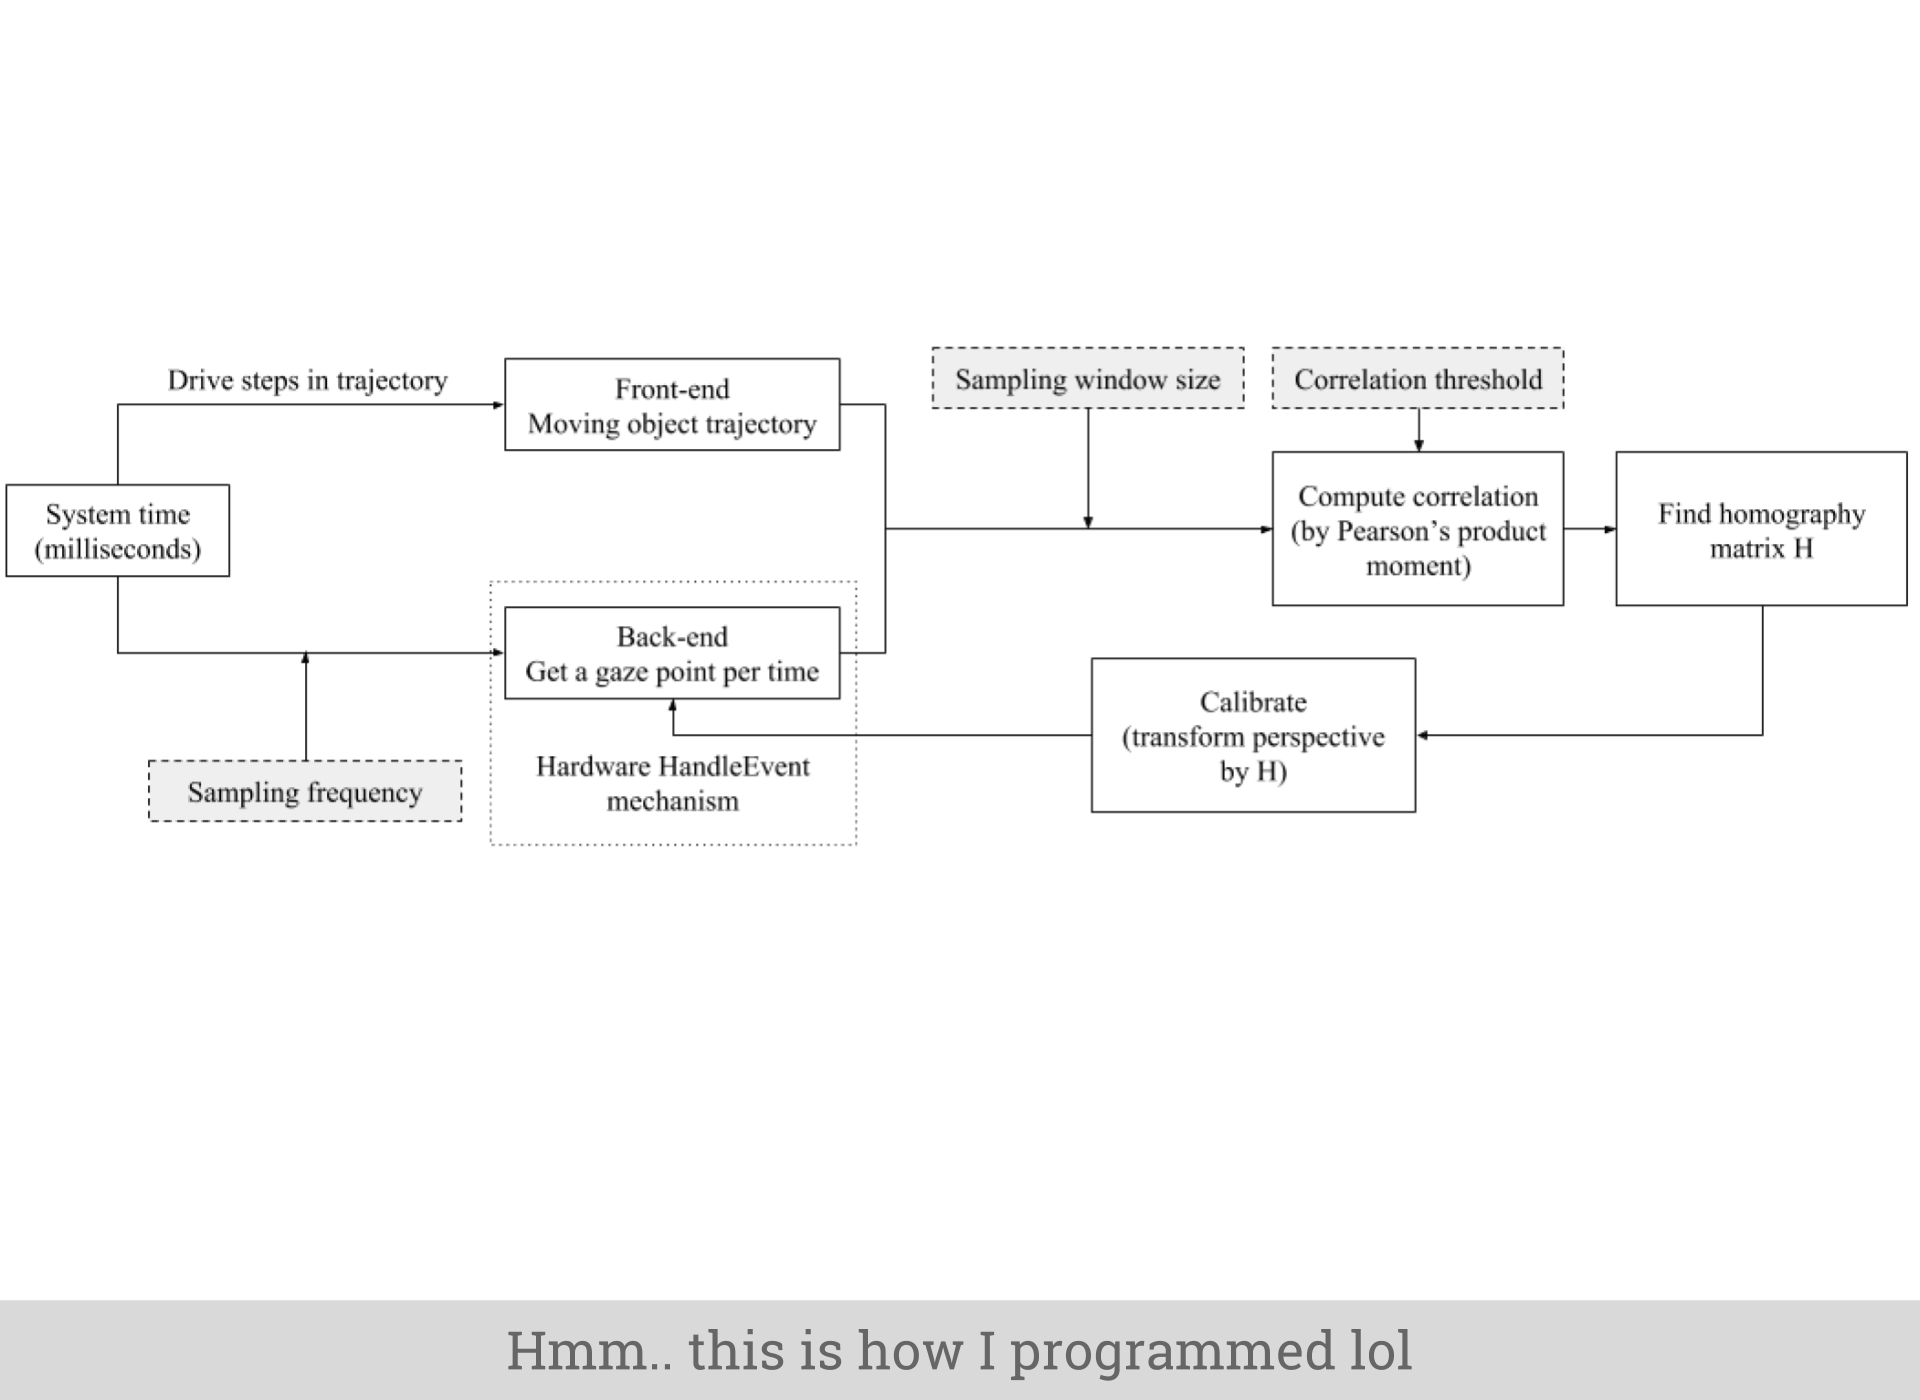 Drive steps in trajectory
Front-end
Moving object trajectory
Sampling window size
Correlation threshold
System time
(milliseconds)
Compute correlation
(by Pearson’s product
moment)
Find homography
matrix H
Back-end
Get a gaze point per time
Hardware HandleEvent
mechanism
Calibrate
(transform perspective
by H)
Sampling frequency
Hmm.. this is how I programmed lol